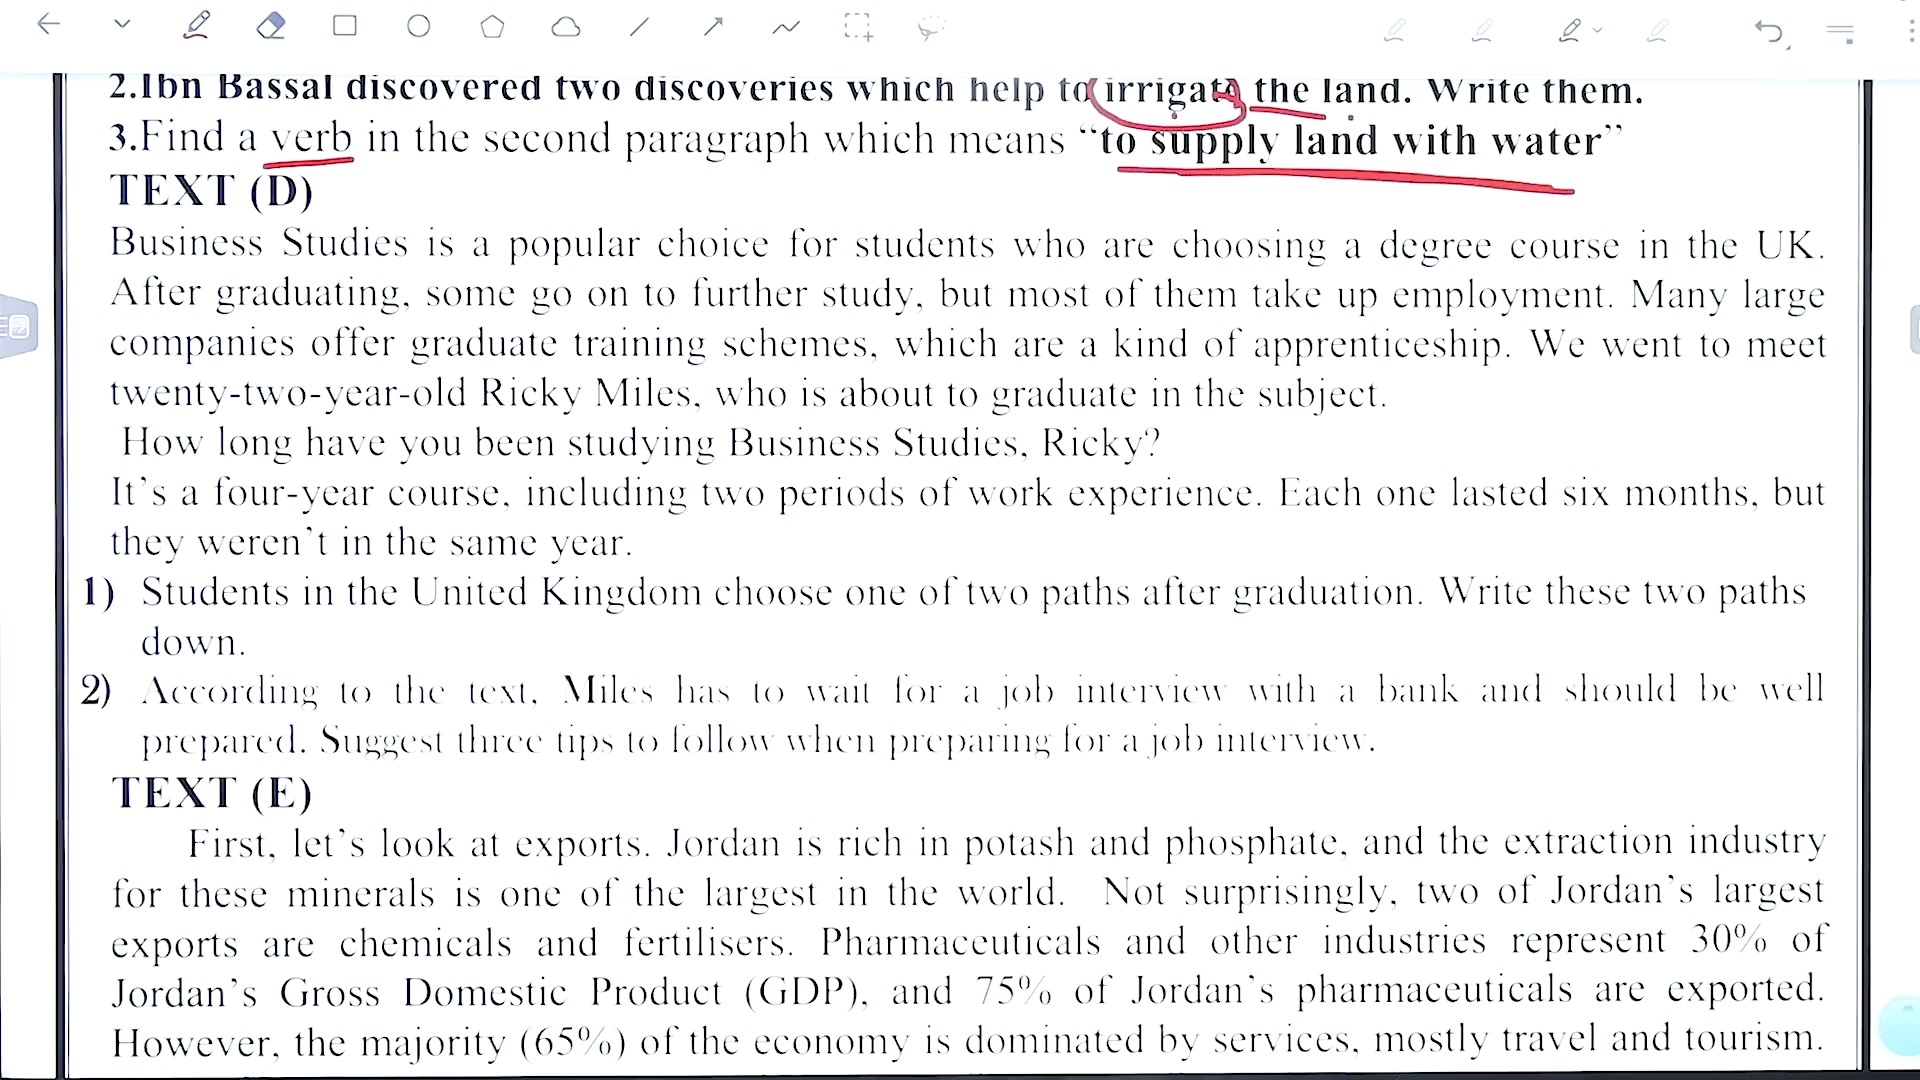 2.Ibn Bassal discovered two discoveries which help to irrigate the land. Write them.
3.Find a verb in the second paragraph which means “to supply land with water”
TEXT (D)
Business Studies is a popular choice for students who are choosing a degree course in the UK.
After graduating, some go on to further study, but most of them take up employment. Many large
companies offer graduate training schemes, which are a kind of apprenticeship. We went to meet
twenty-two-year-old Ricky Miles, who is about to graduate in the subject.
How long have you been studying Business Studies, Ricky?
It’s a four-year course, including two periods of work experience. Each one lasted six months, but
they weren’t in the same year.
1) Students in the United Kingdom choose one of two paths after graduation. Write these two paths
down.
2) According to the text, Miles has to wait for a job interview with a bank and should be well
prepared. Suggest three tips to follow when preparing for a job interview.
TEXT (E)
First, let’s look at exports. Jordan is rich in potash and phosphate, and the extraction industry
for these minerals is one of the largest in the world. Not surprisingly, two of Jordan’s largest
exports are chemicals and fertilisers. Pharmaceuticals and other industries represent 30% of
Jordan’s Gross Domestic Product (GDP), and 75% of Jordan’s pharmaceuticals are exported.
However, the majority (65%) of the economy is dominated by services, mostly travel and tourism.